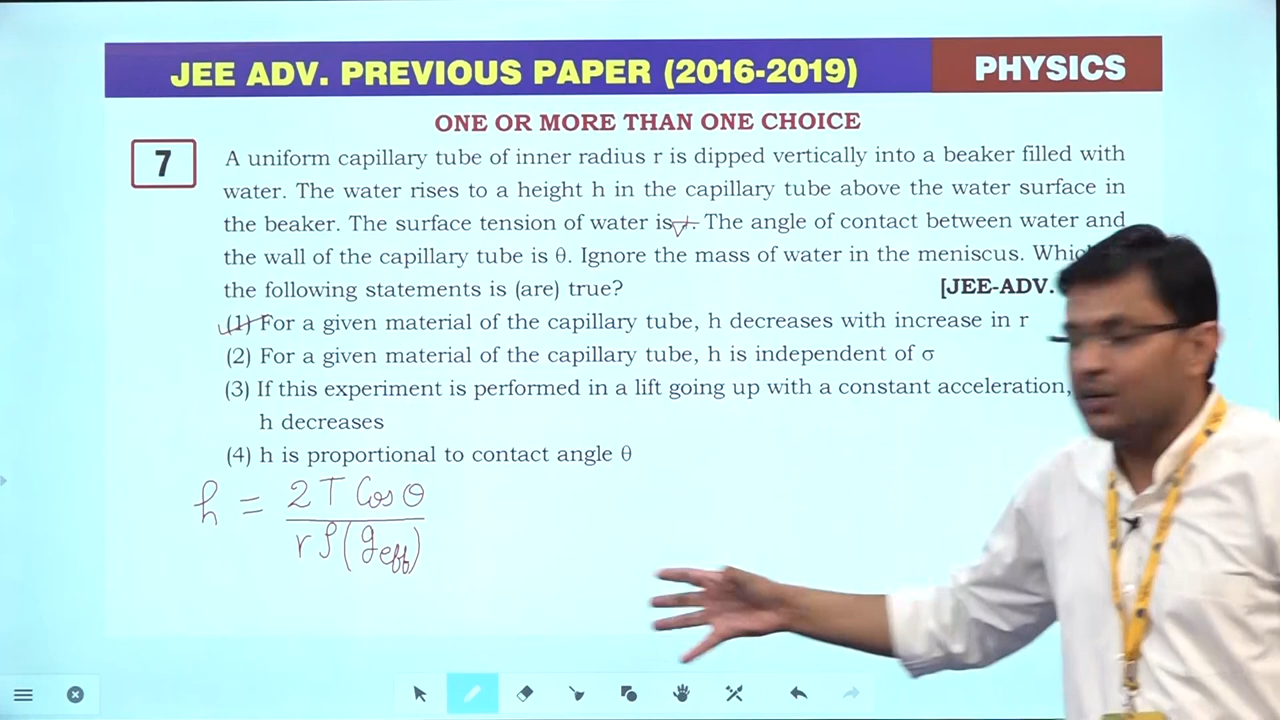 JEE ADV. PREVIOUS PAPER (2016-2019) PHYSICS
ONE OR MORE THAN ONE CHOICE
7 A uniform capillary tube of inner radius r is dipped vertically into a beaker filled with
water. The water rises to a height h in the capillary tube above the water surface in
the beaker. The surface tension of water is The angle of contact between water and
the wall of the capillary tube is θ. Ignore the mass of water in the meniscus.
the following statements is (are) true? [JEE-ADV.
(1) For a given material of the capillary tube, h decreases with increase in r
(2) For a given material of the capillary tube, h is independent of σ
(3) If this experiment is performed in a lift going up with a constant acceleration,
h decreases
(4) h is proportional to contact angle θ
h = 2 T Cos θ
r ρ (g eff)